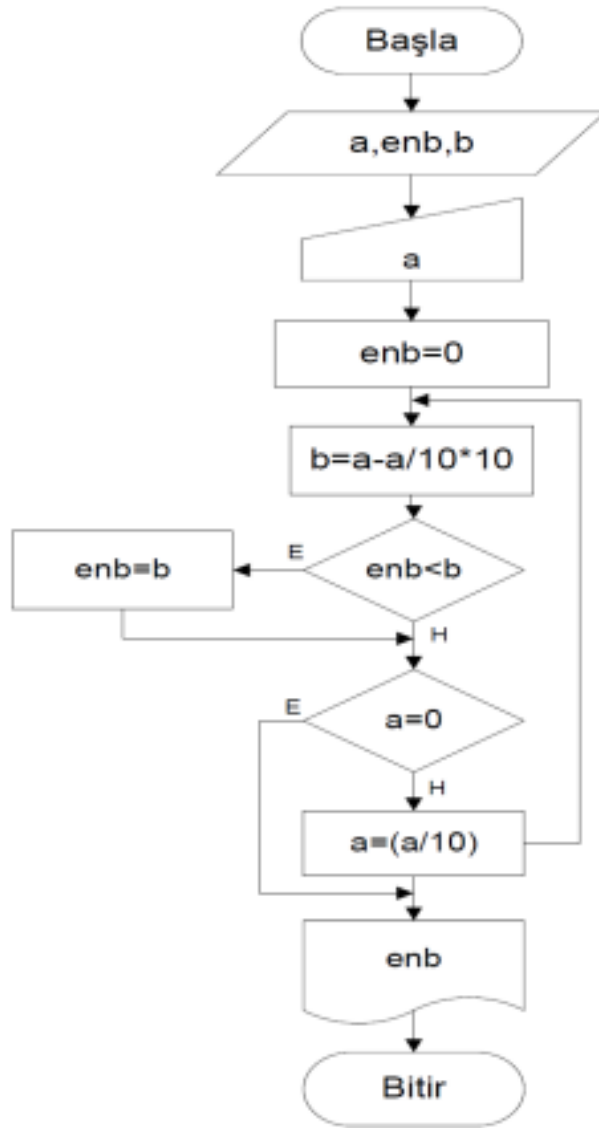 Başla
a,enb,b
a
enb=0
b=a-a/10*10
enb<b
E
enb=b
H
a=0
E
H
a=(a/10)
enb
Bitir